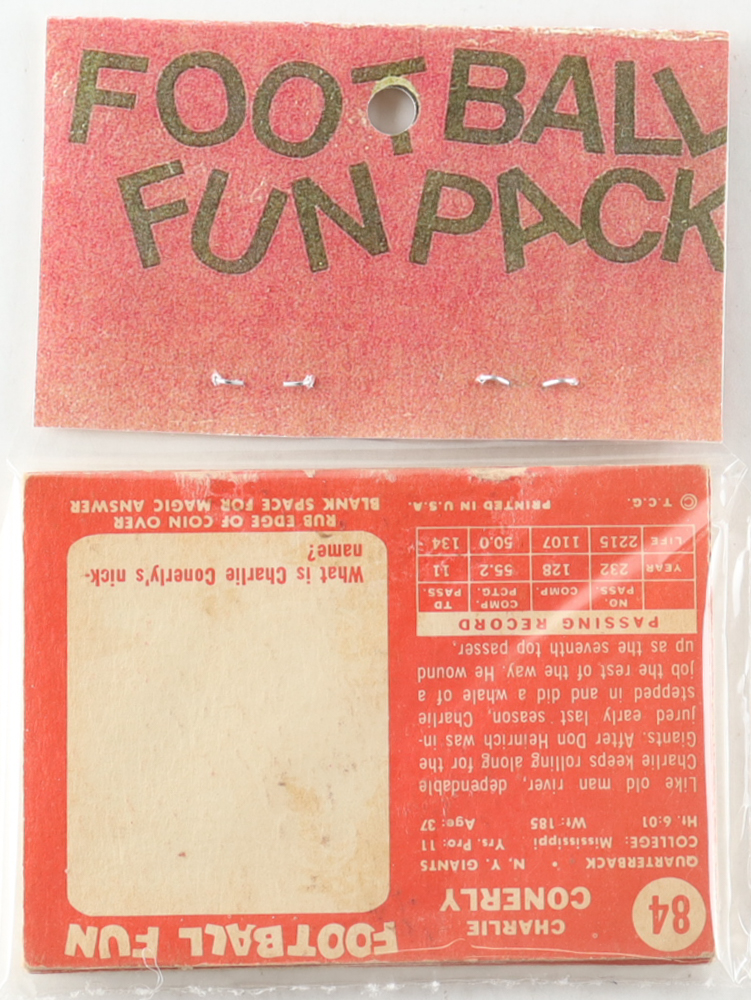 FOOTBALL
FUN PACK
84
CHARLIE
CONERLY
QUARTERBACK • N. Y. GIANTS
COLLEGE: Mississippi Yrs. Pro: 11
Ht. 6:01 Wt: 185 Age: 37
Like old man river, dependable
Charlie keeps rolling along for the
Giants. After Don Heinrich was in-
jured early last season, Charlie
stepped in and did a whale of a
job the rest of the way. He wound
up as the seventh top passer.
PASSING RECORD
NO. PASS COMP. COMP. PCTG. TD PASS.
YEAR 232 128 55.2 11
LIFE 2215 1107 50.0 134
© T.C.G. PRINTED IN U.S.A.
FOOTBALL FUN
What is Charlie Conerly's nick-
name?
RUB EDGE OF COIN OVER
BLANK SPACE FOR MAGIC ANSWER